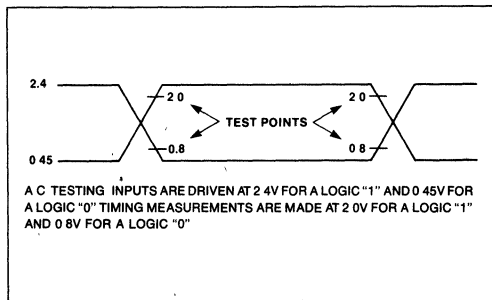 2.4
2 0
2 0
TEST POINTS
0.8
0 8
0 45
A C TESTING INPUTS ARE DRIVEN AT 2 4V FOR A LOGIC "1" AND 0 45V FOR
A LOGIC "0" TIMING MEASUREMENTS ARE MADE AT 2 0V FOR A LOGIC "1"
AND 0 8V FOR A LOGIC "0"